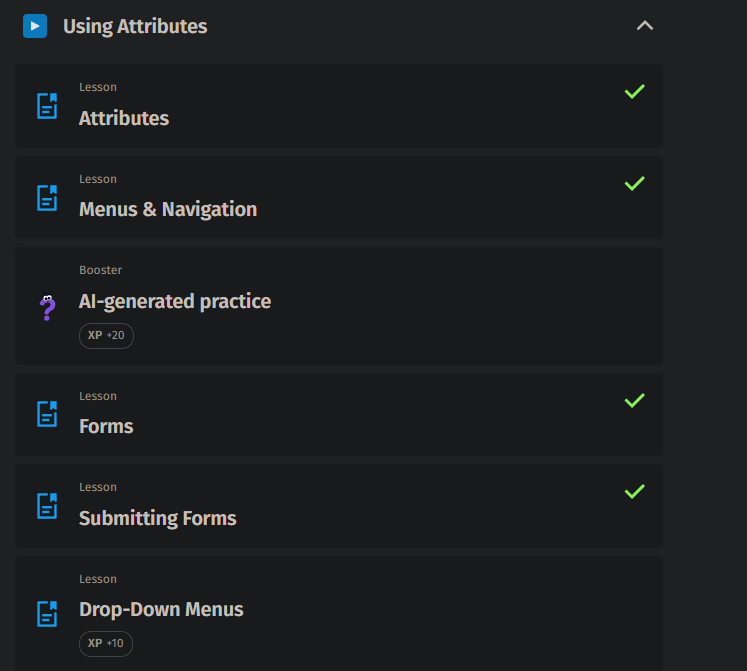 Using Attributes
Lesson
Attributes
Lesson
Menus & Navigation
Booster
AI-generated practice
XP +20
Lesson
Forms
Lesson
Submitting Forms
Lesson
Drop-Down Menus
XP +10